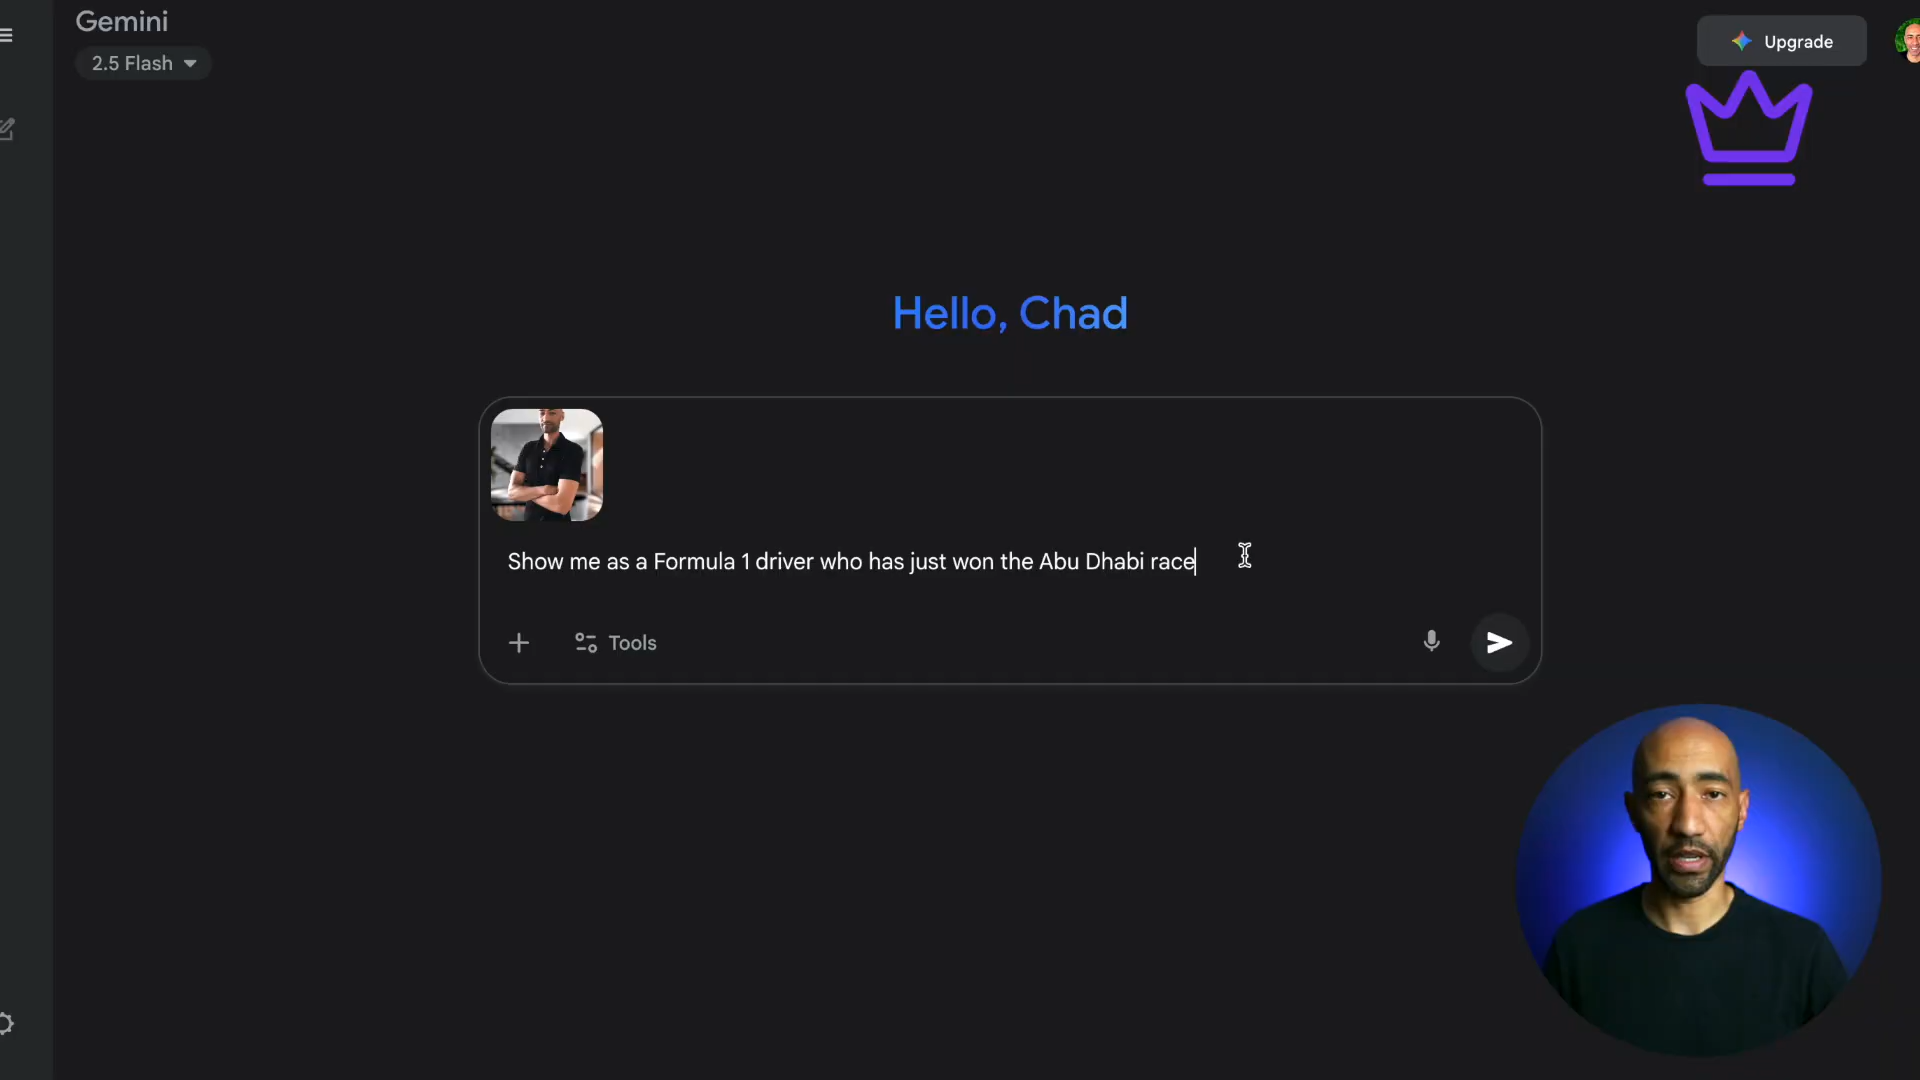 Gemini
Upgrade
2.5 Flash
Hello, Chad
Show me as a Formula 1 driver who has just won the Abu Dhabi race
Tools